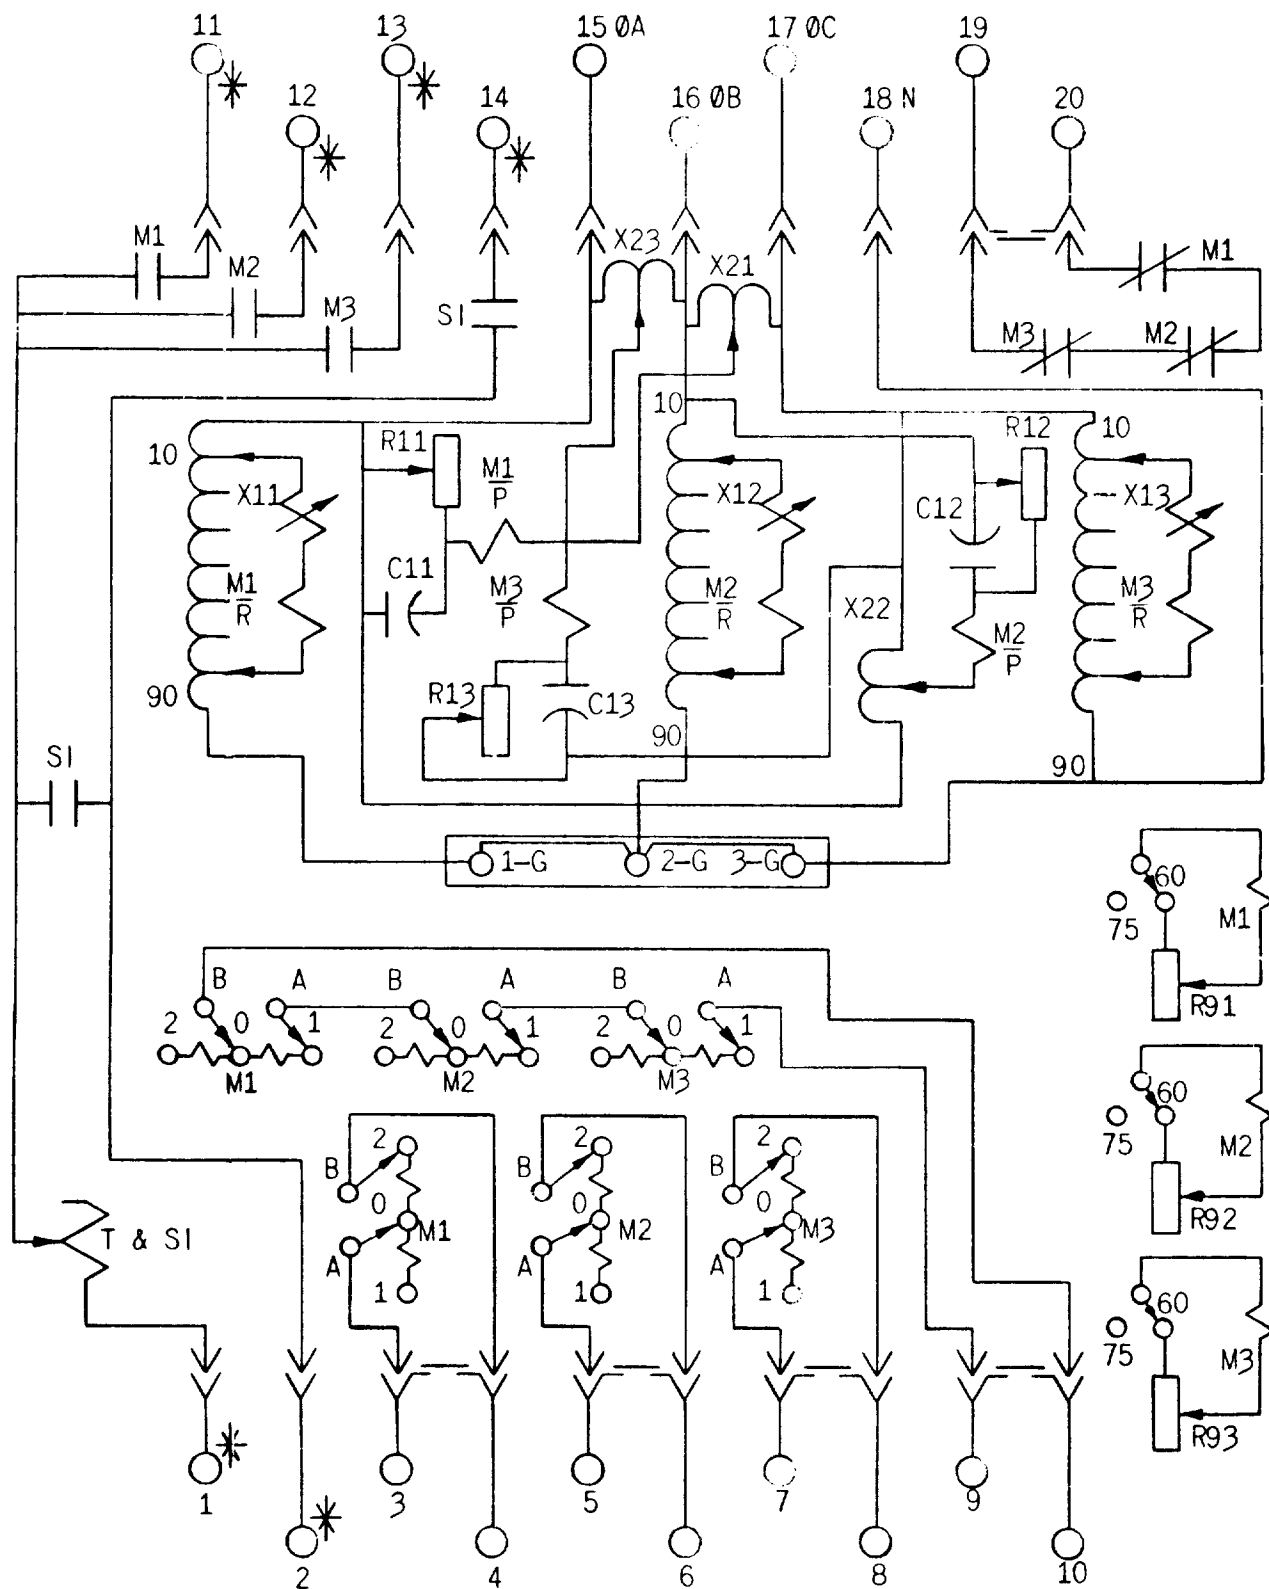 11
13
15 ØA
17 ØC
19
12
14
16 ØB
18 N
20
M1
M2
M3
SI
X23
X21
M1
M3
M2
10
R11
M1
P
10
R12
10
X11
X12
C12
X13
C11
M1
R
M3
P
M2
R
X22
M2
P
M3
R
90
R13
C13
90
90
SI
1-G
2-G
3-G
60
75
M1
R91
B
A
B
A
B
A
2
0
1
2
0
1
2
0
1
M1
M2
M3
60
75
M2
R92
2
B
0
M1
A
1
2
B
0
M2
A
1
2
B
0
M3
A
1
T & SI
60
75
M3
R93
1
3
5
7
9
2
4
6
8
10